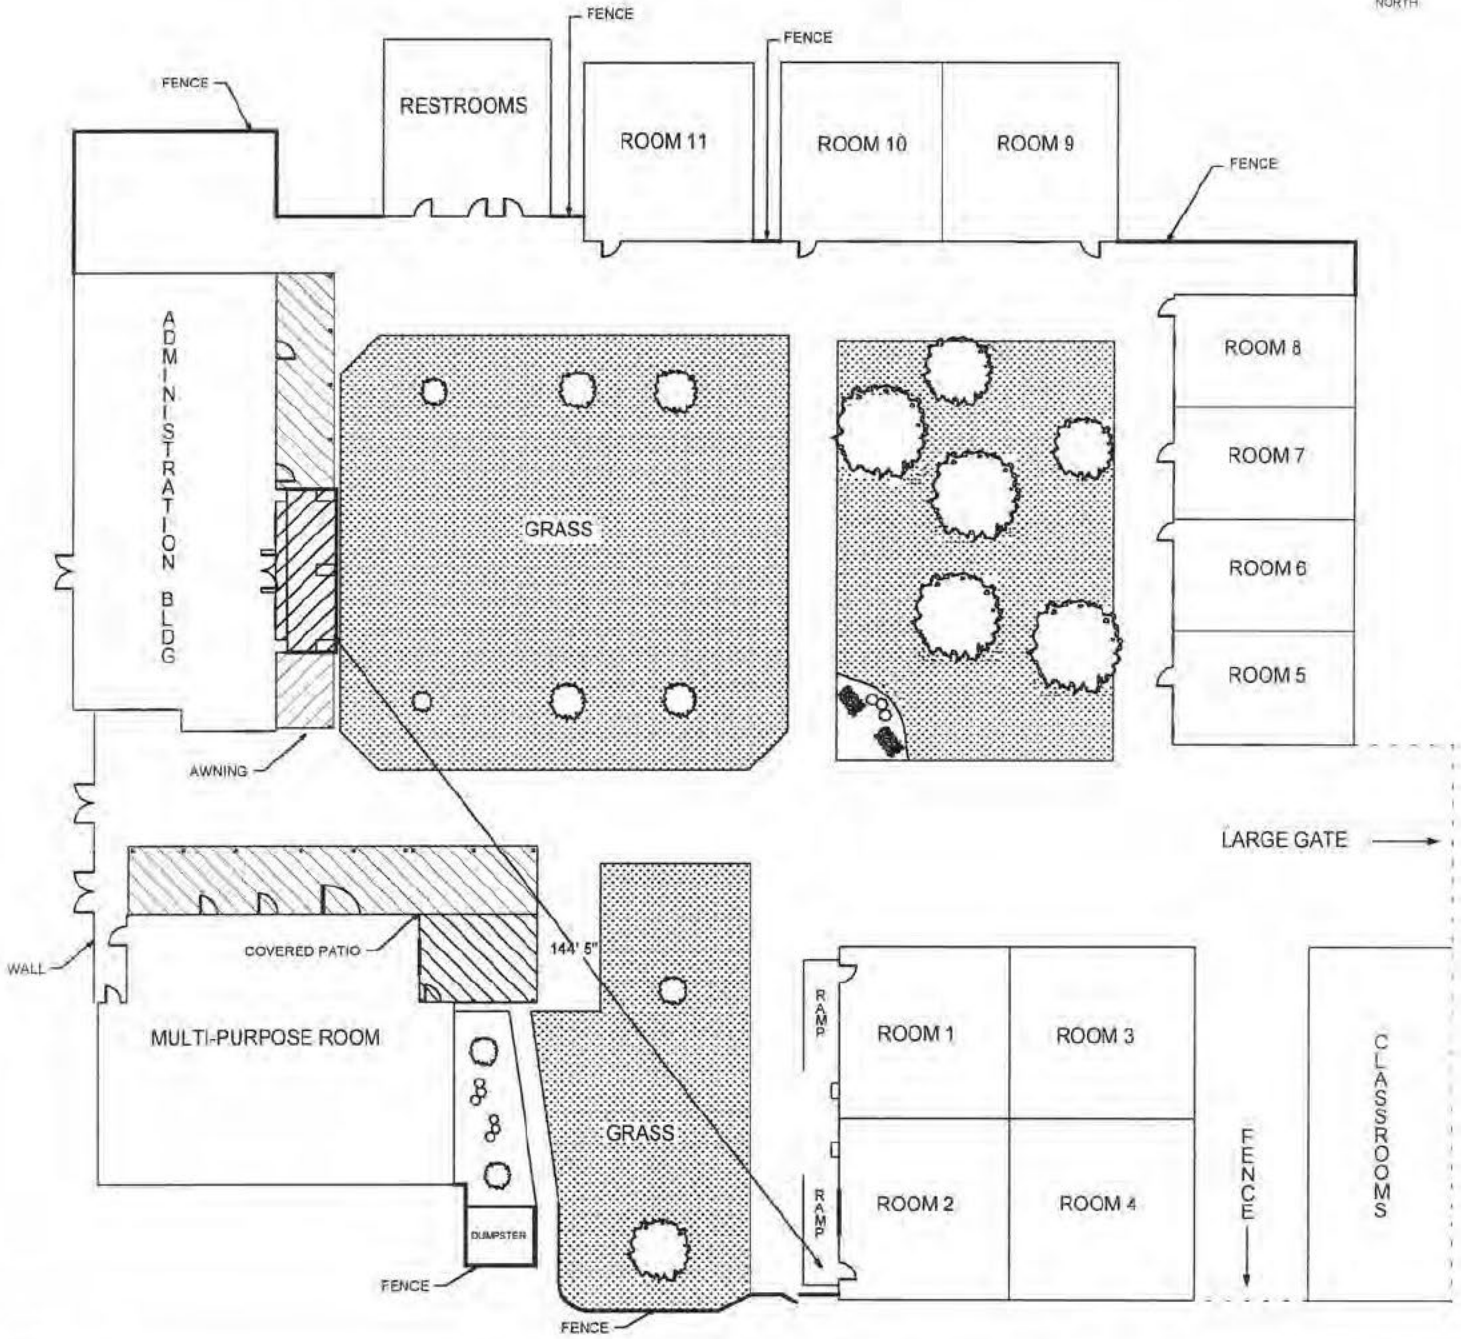 NORTH
FENCE
FENCE
FENCE
RESTROOMS
ROOM 11
ROOM 10
ROOM 9
FENCE
ADMINISTRATION BLDG
ROOM 8
ROOM 7
GRASS
ROOM 6
ROOM 5
AWNING
LARGE GATE
COVERED PATIO
144' 5"
WALL
MULTI-PURPOSE ROOM
RAMP
ROOM 1
ROOM 3
CLASSROOMS
GRASS
FENCE
RAMP
ROOM 2
ROOM 4
DUMPSTER
FENCE
FENCE